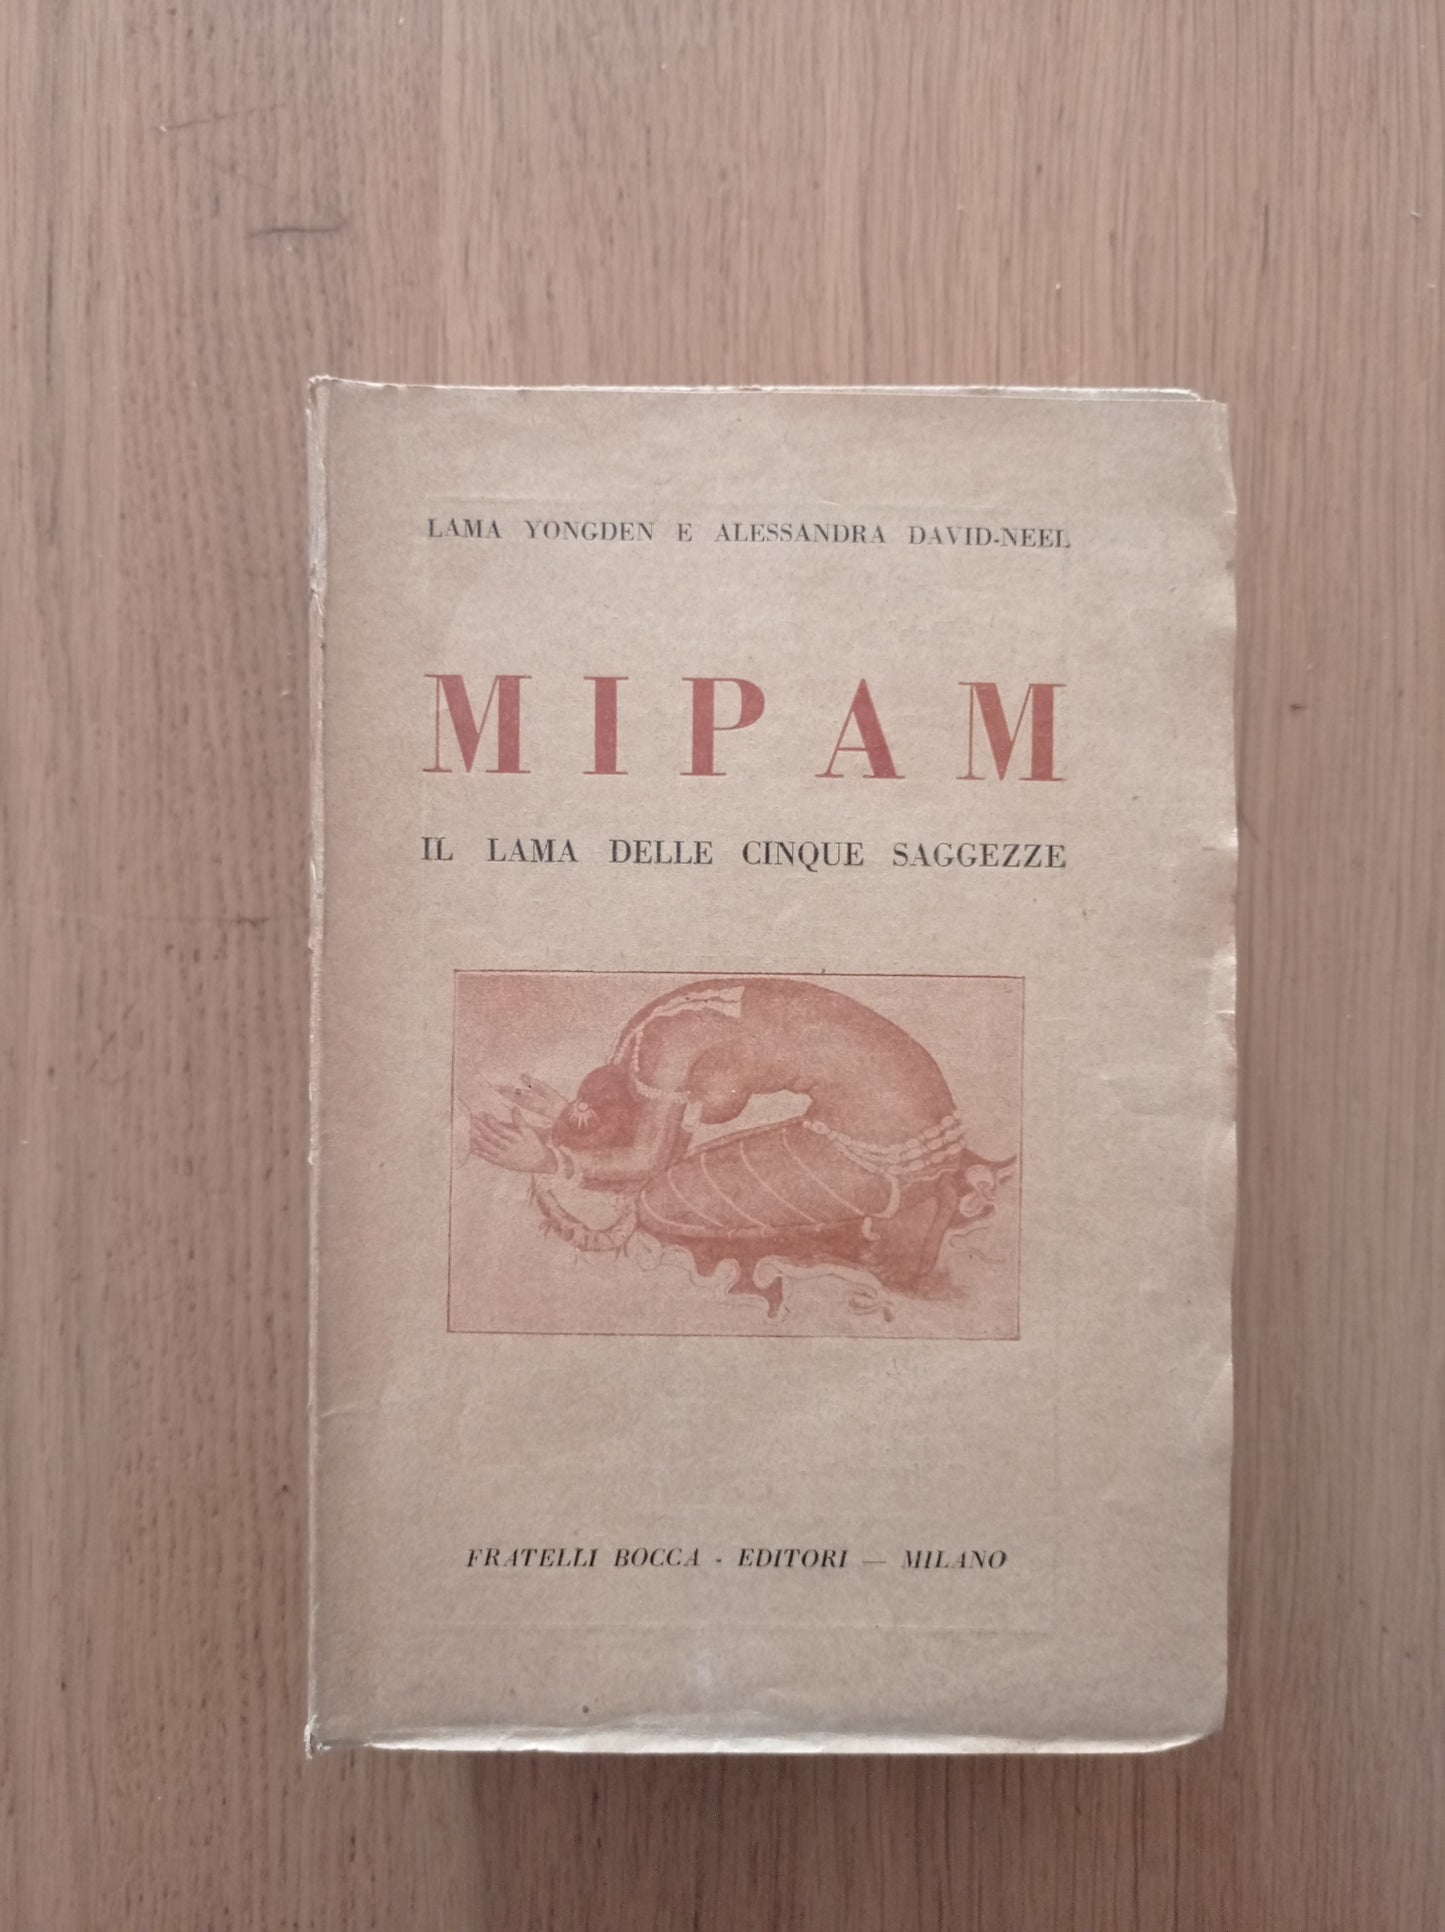 LAMA YONGDEN E ALESSANDRA DAVID-NEEL
MIPAM
IL LAMA DELLE CINQUE SAGGEZZE
FRATELLI BOCCA - EDITORI — MILANO